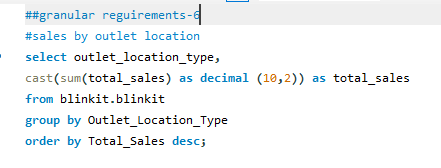 ##granular reguirements-6
#sales by outlet location
select outlet_location_type,
cast(sum(total_sales) as decimal (10,2)) as total_sales
from blinkit.blinkit
group by Outlet_Location_Type
order by Total_Sales desc;